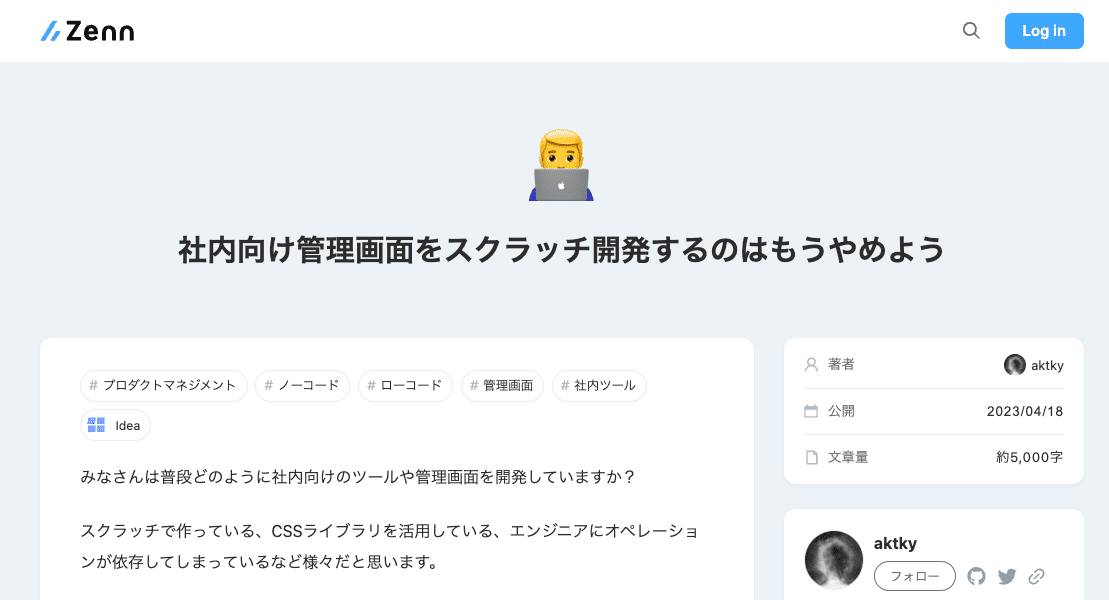 Zenn
Log in
社内向け管理画面をスクラッチ開発するのはもうやめよう
# プロダクトマネジメント
# ノーコード
# ローコード
# 管理画面
# 社内ツール
Idea
みなさんは普段どのように社内向けのツールや管理画面を開発していますか？
スクラッチで作っている、CSSライブラリを活用している、エンジニアにオペレーショ
ンが依存してしまっているなど様々だと思います。
著者
aktky
公開
2023/04/18
文章量
約5,000字
aktky
フォロー